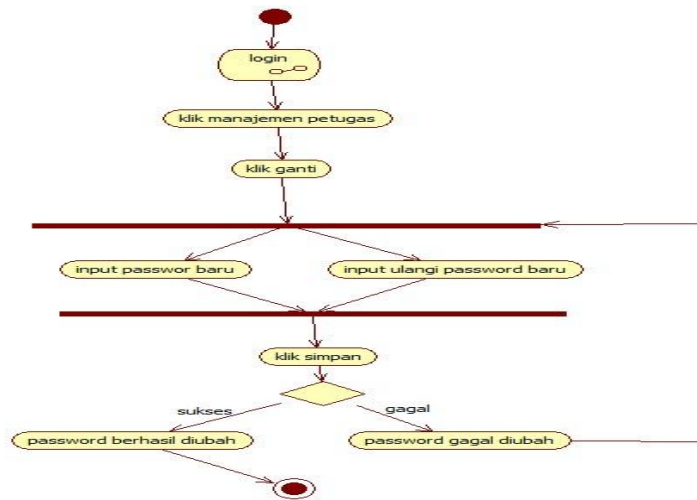 login
klik manajemen petugas
klik ganti
input passwor baru
input ulangi password baru
klik simpan
sukses
gagal
password berhasil diubah
password gagal diubah